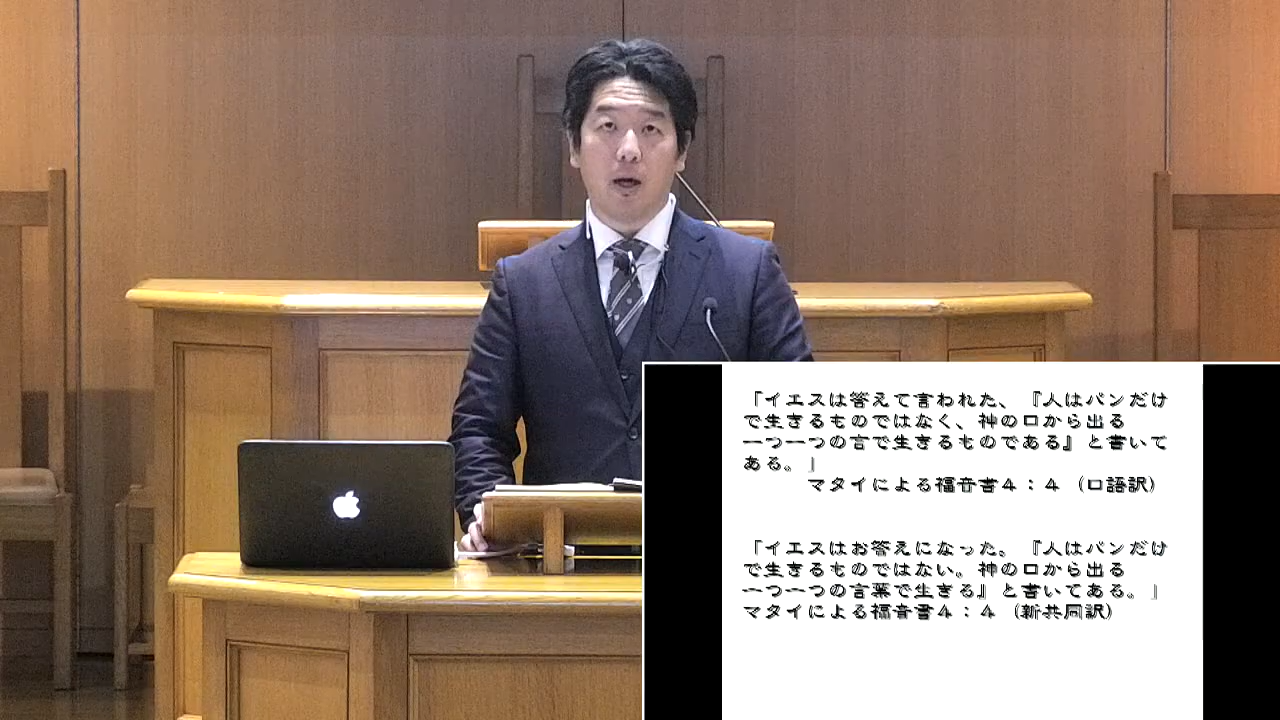 「イエスは答えて言われた、『人はパンだけ
で生きるものではなく、神の口から出る
一つ一つの言で生きるものである』と書いて
ある。」
マタイによる福音書４：４（口語訳）
「イエスはお答えになった。『人はパンだけ
で生きるものではない。神の口から出る
一つ一つの言葉で生きる』と書いてある。」
マタイによる福音書４：４（新共同訳）